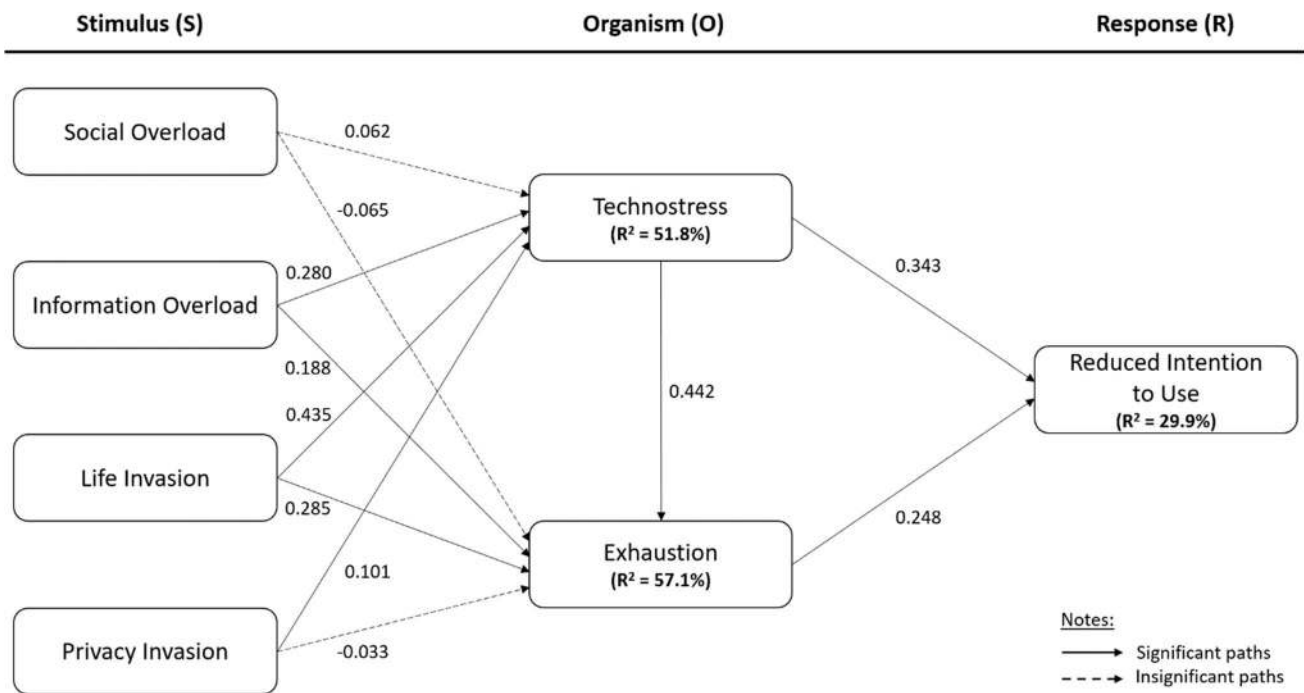 Stimulus (S)
Organism (O)
Response (R)
Social Overload
0.062
-0.065
Technostress
(R² = 51.8%)
0.280
Information Overload
0.343
0.188
0.435
0.442
Reduced Intention
to Use
(R² = 29.9%)
Life Invasion
0.285
0.248
Exhaustion
(R² = 57.1%)
0.101
Privacy Invasion
-0.033
Notes:
Significant paths
Insignificant paths